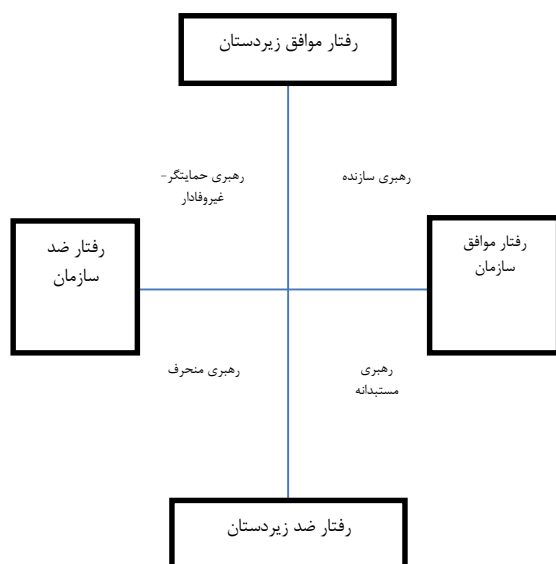 رفتار موافق زیردستان
رهبری سازنده
رهبری حمایتگر-
غیروفادار
رفتار موافق
سازمان
رفتار ضد
سازمان
رهبری
مستبدانه
رهبری منحرف
رفتار ضد زیردستان